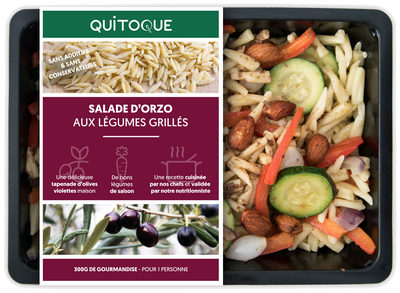 QUITOQUE
SANS ADDITIFS
& SANS
CONSERVATEURS
SALADE D'ORZO
AUX LÉGUMES GRILLÉS
Une délicieuse
tapenade d'olives
violettes maison
De bons
légumes
de saison
Une recette cuisinée
par nos chefs et validée
par notre nutritionniste
300G DE GOURMANDISE - POUR 1 PERSONNE